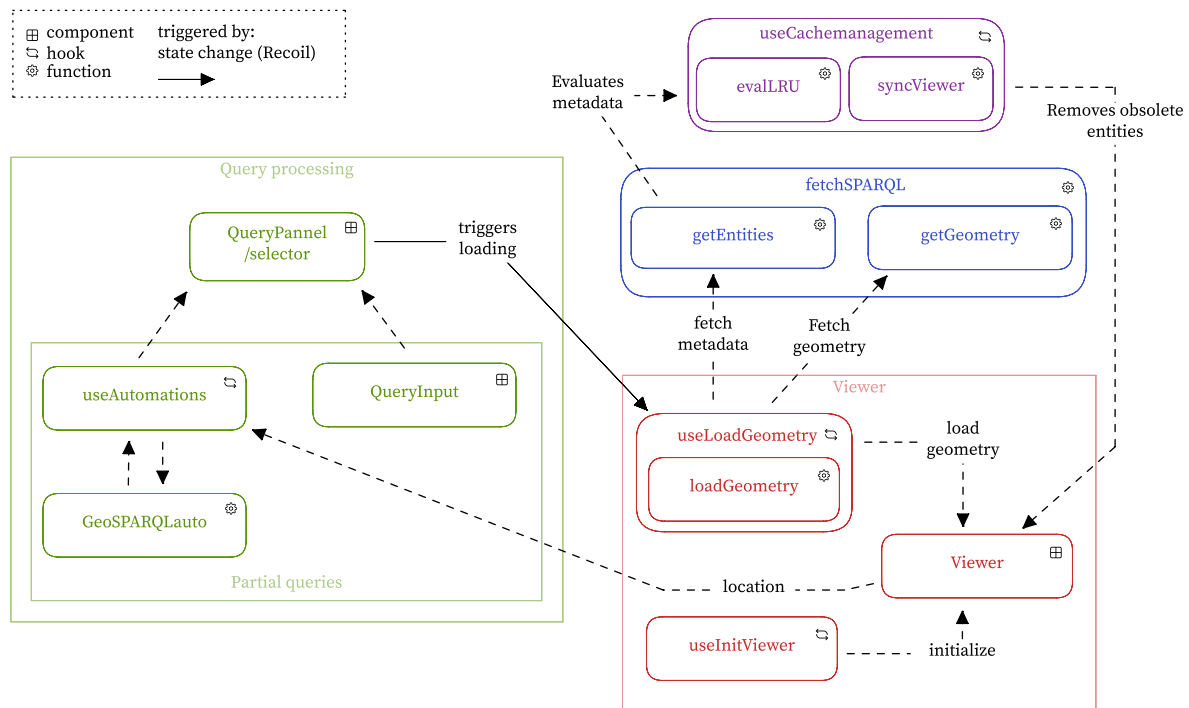 component
hook
function
triggered by:
state change (Recoil)
useCachemanagement
evalLRU
syncViewer
Evaluates
metadata
Removes obsolete
entities
Query processing
QueryPannel
/selector
triggers
loading
fetchSPARQL
getEntities
getGeometry
fetch
metadata
Fetch
geometry
useAutomations
QueryInput
GeoSPARQLauto
Partial queries
Viewer
useLoadGeometry
loadGeometry
load
geometry
Viewer
location
useInitViewer
initialize